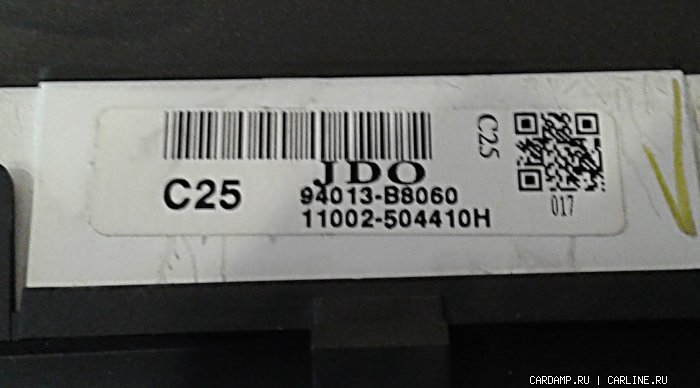 C25
JDO
94013-B8060
11002-504410H
C25
017
CARDAMP.RU | CARLINE.RU